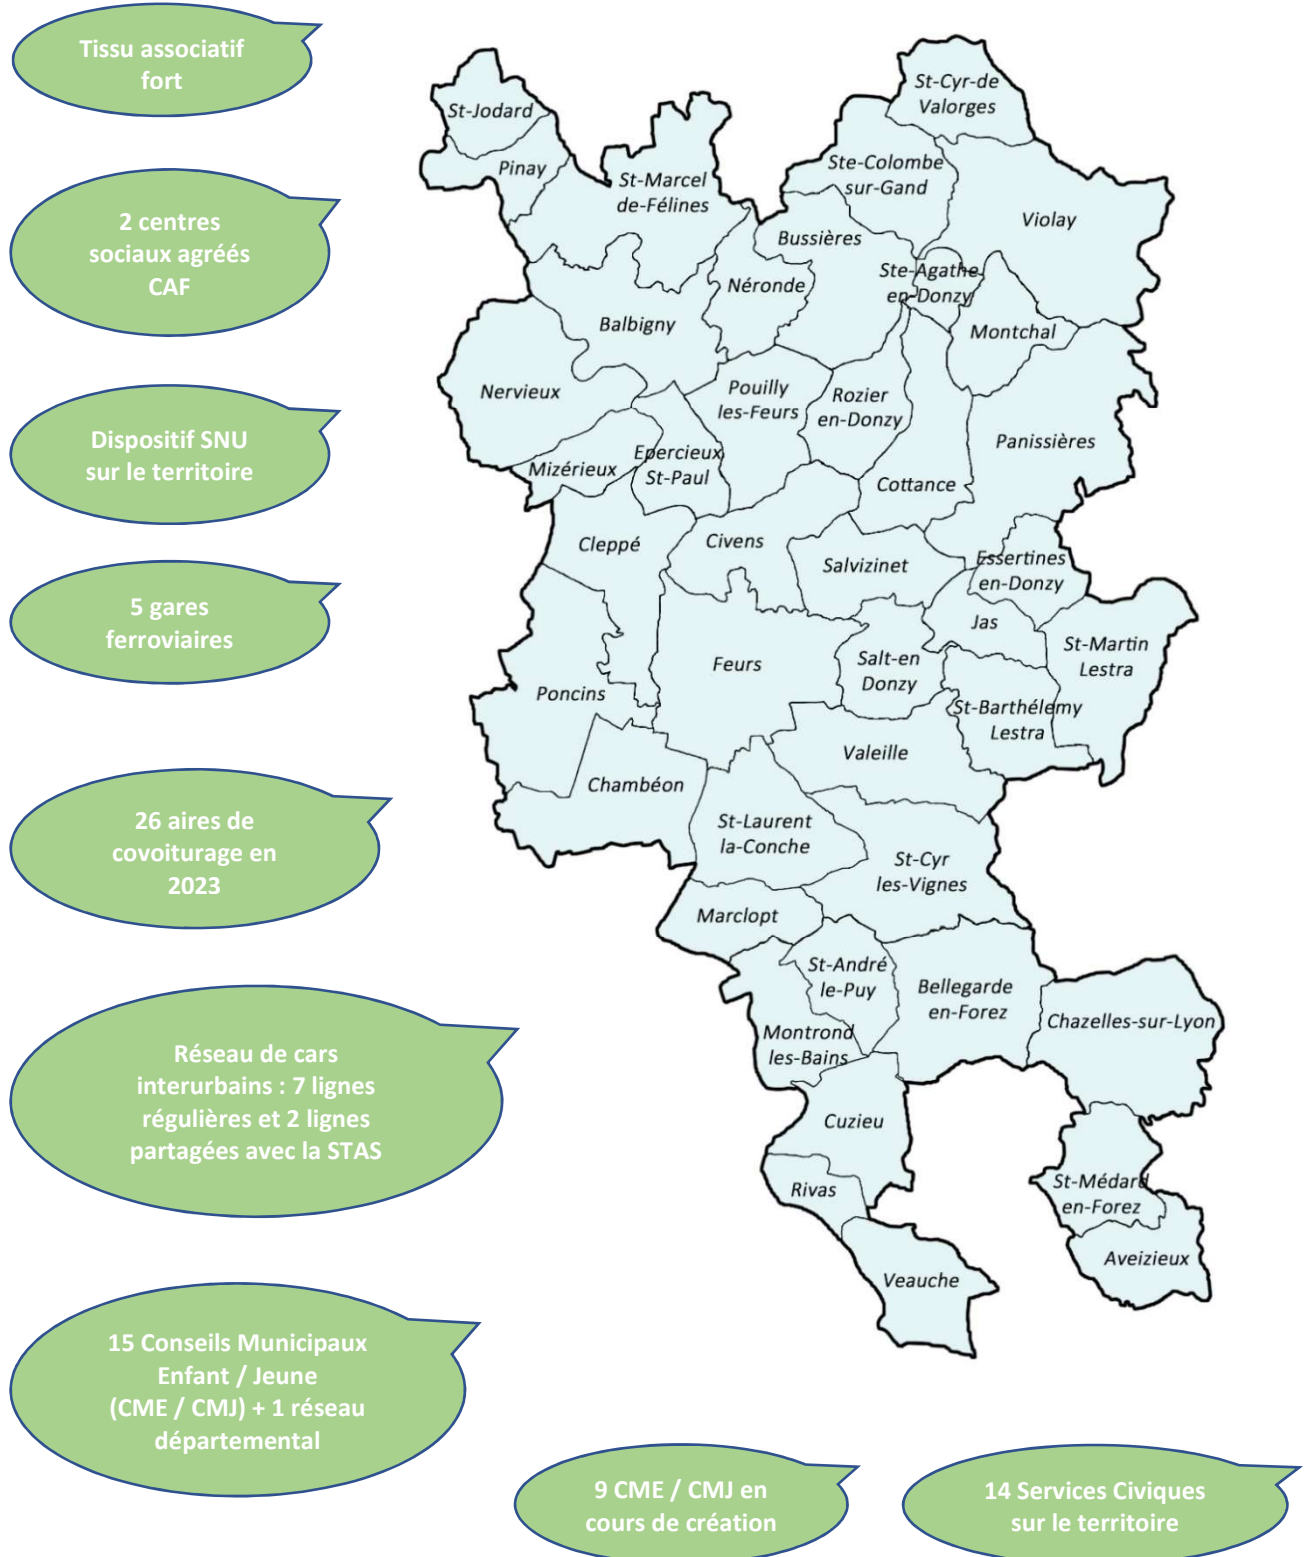 Tissu associatif
fort
2 centres
sociaux agréés
CAF
Dispositif SNU
sur le territoire
5 gares
ferroviaires
26 aires de
covoiturage en
2023
Réseau de cars
interurbains : 7 lignes
régulières et 2 lignes
partagées avec la STAS
15 Conseils Municipaux
Enfant / Jeune
(CME / CMJ) + 1 réseau
départemental
9 CME / CMJ en
cours de création
14 Services Civiques
sur le territoire
St-Cyr-de
Valorges
St-Jodard
Pinay
St-Marcel
de-Félines
Ste-Colombe
sur-Gand
Violay
Bussières
Ste-Agathe
en-Donzy
Néronde
Balbigny
Montchal
Nervieux
Pouilly
les-Feurs
Rozier
en-Donzy
Panissières
Mizérieux
Epercieux
St-Paul
Cottance
Cleppé
Civens
Salvizinet
Essertines
en-Donzy
Jas
St-Martin
Lestra
Feurs
Salt-en
Donzy
Poncins
St-Barthélemy
Lestra
Valeille
Chambéon
St-Laurent
la-Conche
St-Cyr
les-Vignes
Marclopt
St-André
le-Puy
Bellegarde
en-Forez
Chazelles-sur-Lyon
Montrond
les-Bains
Cuzieu
Rivas
St-Médard
en-Forez
Aveizieux
Veauche